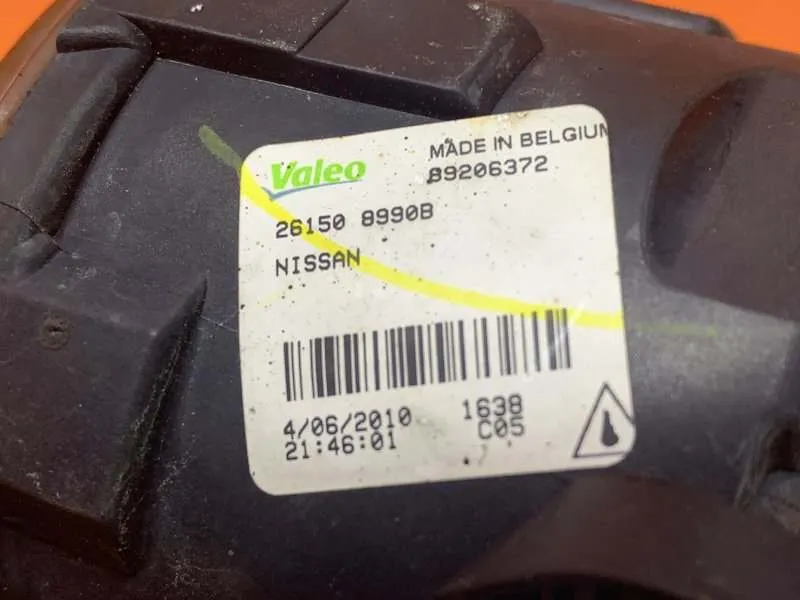 Valeo
MADE IN BELGIUM
89206372
26150 8990B
NISSAN
4/06/2010 1638
21:46:01 C05